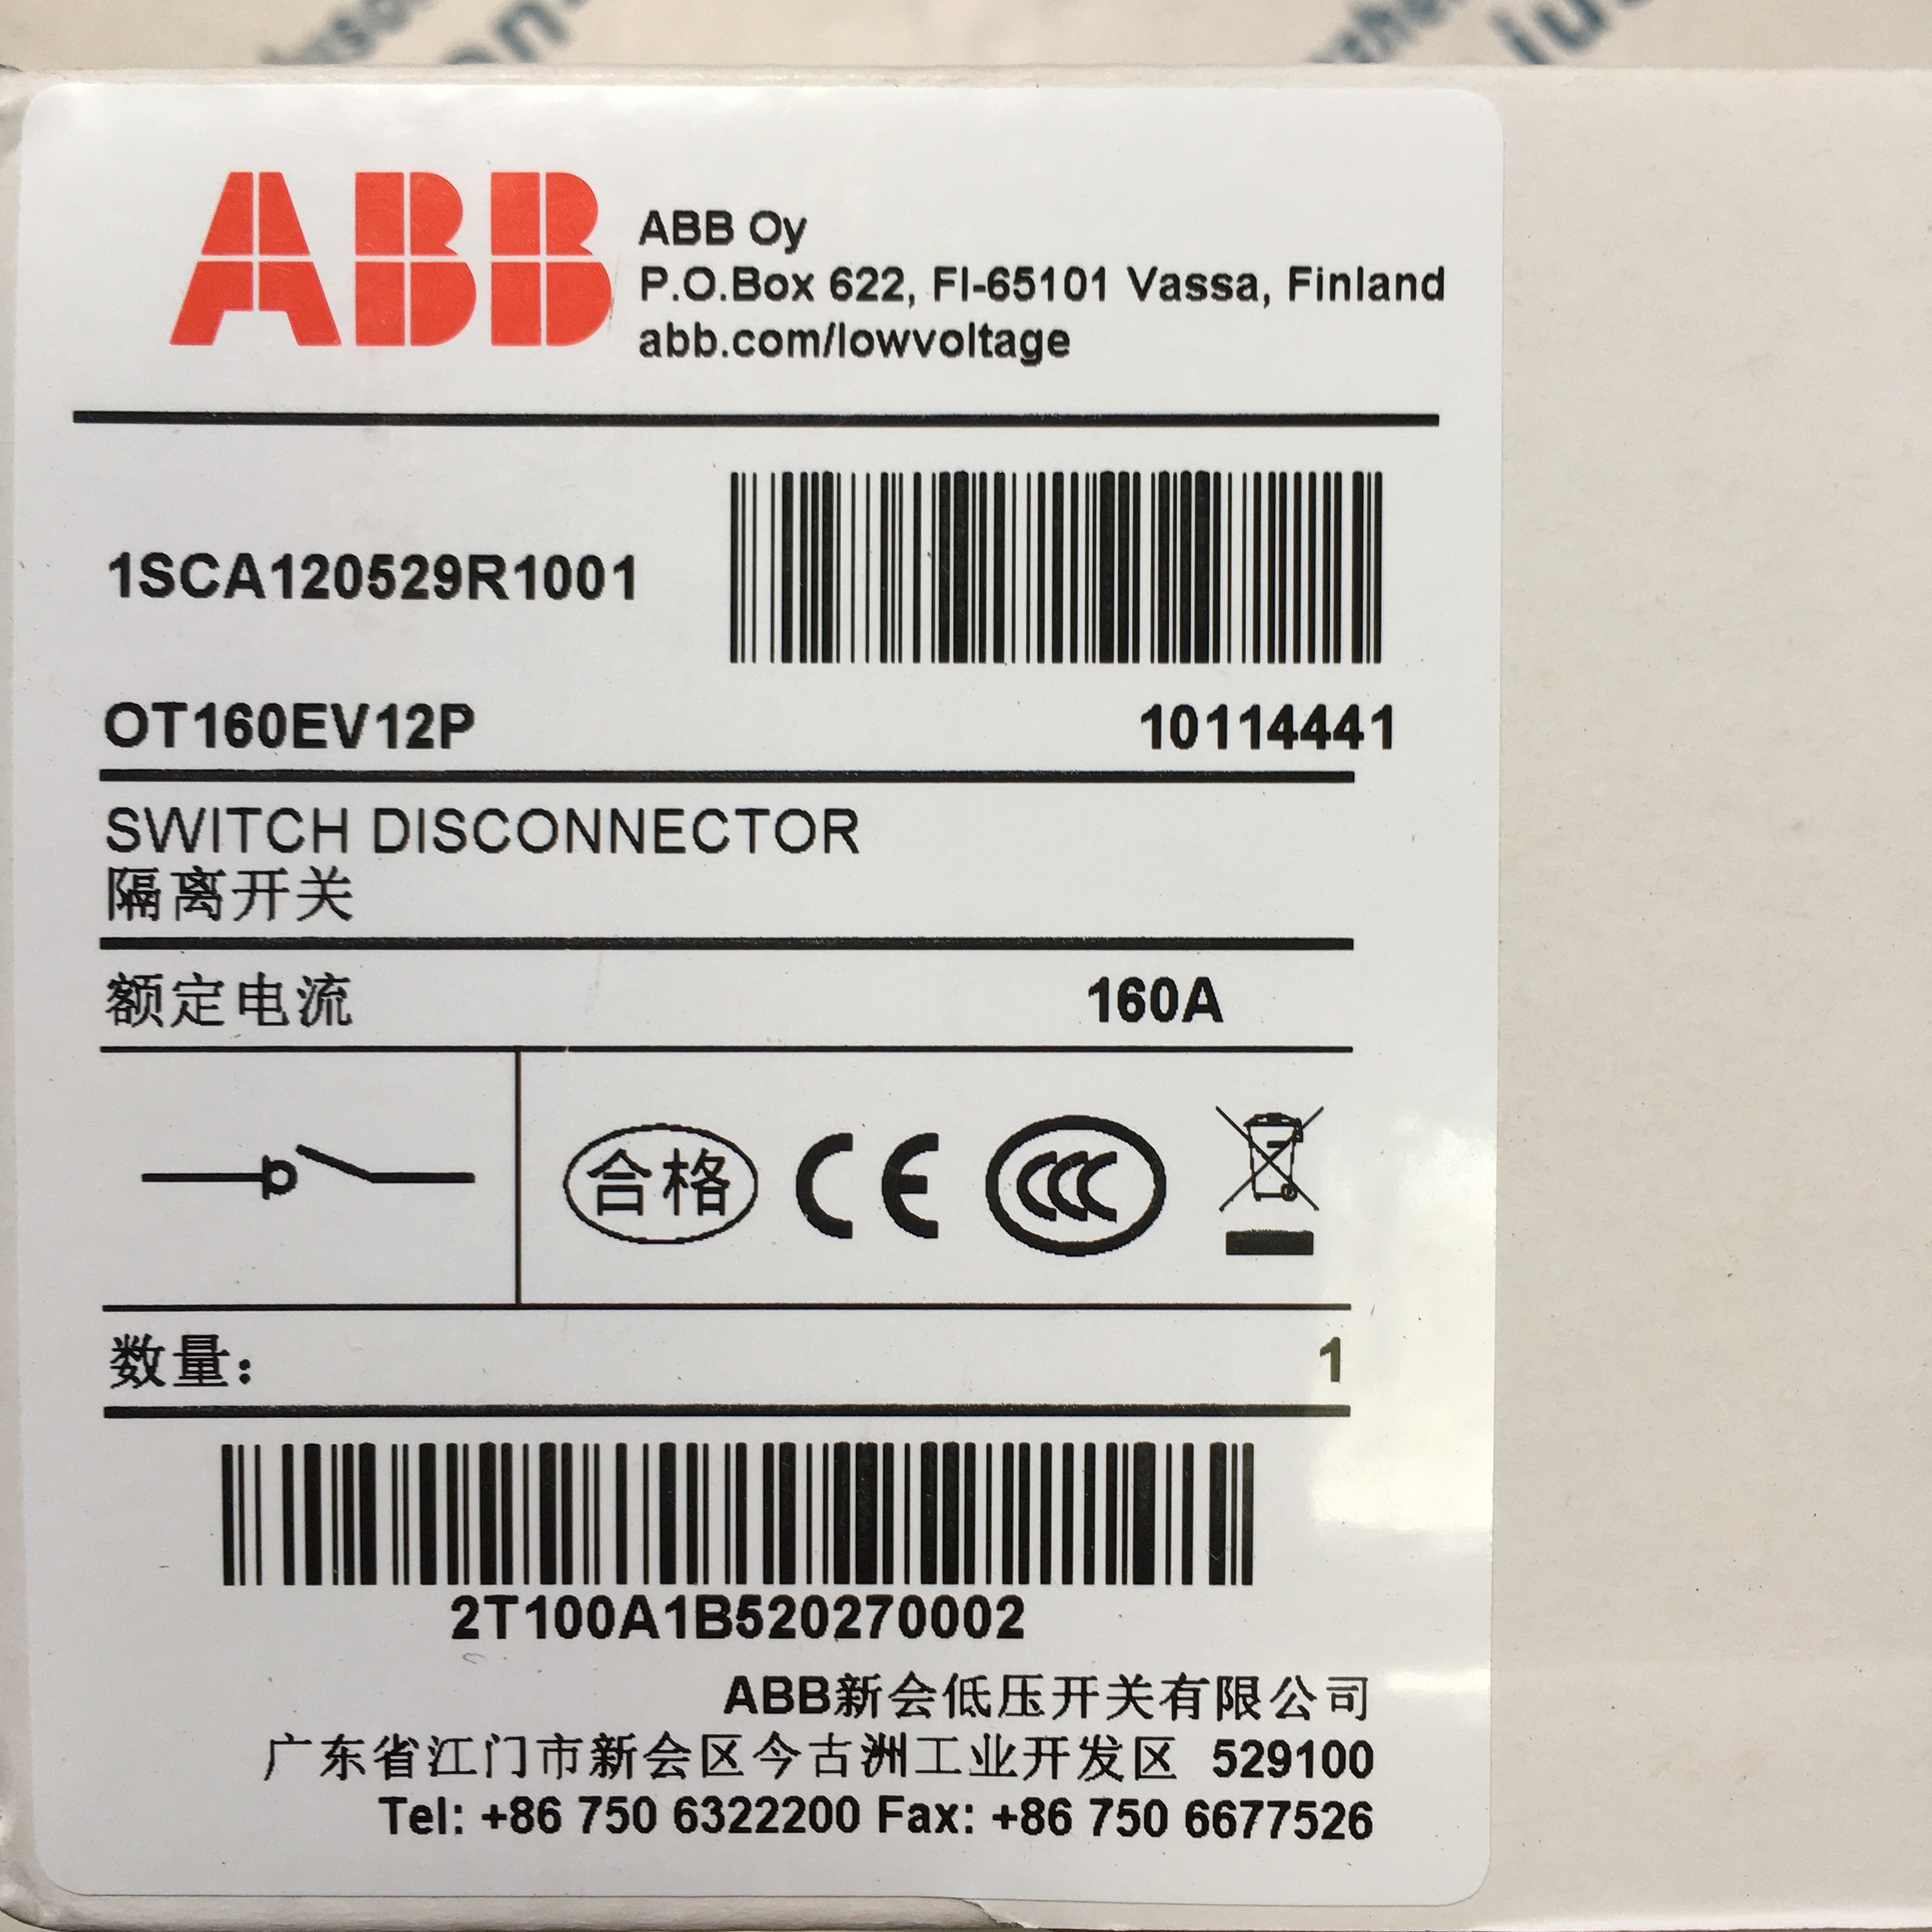 ABB
ABB Oy
P.O.Box 622, FI-65101 Vassa, Finland
abb.com/lowvoltage
1SCA120529R1001
OT160EV12P
10114441
SWITCH DISCONNECTOR
隔离开关
额定电流 160A
合格 CE CCC
数量: 1
2T100A1B520270002
ABB新会低压开关有限公司
广东省江门市新会区今古洲工业开发区 529100
Tel: +86 750 6322200 Fax: +86 750 6677526